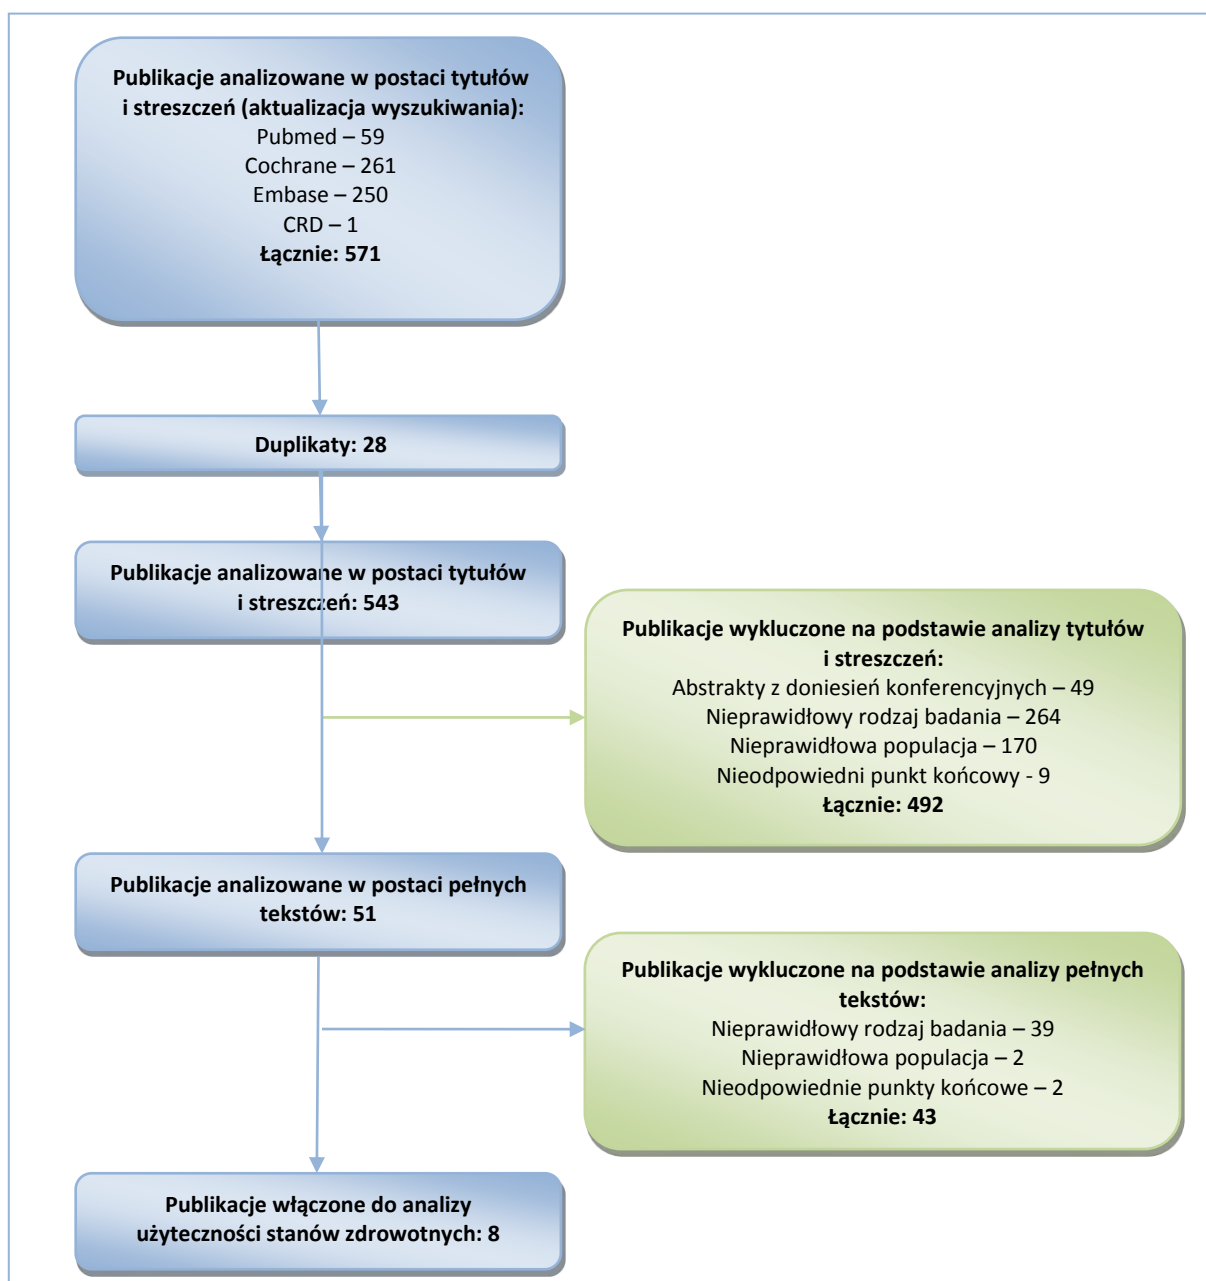 Publikacje analizowane w postaci tytułów
i streszczeń (aktualizacja wyszukiwania):
Pubmed – 59
Cochrane – 261
Embase – 250
CRD – 1
Łącznie: 571
Duplikaty: 28
Publikacje analizowane w postaci tytułów
i streszczeń: 543
Publikacje wykluczone na podstawie analizy tytułów
i streszczeń:
Abstrakty z doniesień konferencyjnych – 49
Nieprawidłowy rodzaj badania – 264
Nieprawidłowa populacja – 170
Nieodpowiedni punkt końcowy - 9
Łącznie: 492
Publikacje analizowane w postaci pełnych
tekstów: 51
Publikacje wykluczone na podstawie analizy pełnych
tekstów:
Nieprawidłowy rodzaj badania – 39
Nieprawidłowa populacja – 2
Nieodpowiednie punkty końcowe – 2
Łącznie: 43
Publikacje włączone do analizy
użyteczności stanów zdrowotnych: 8